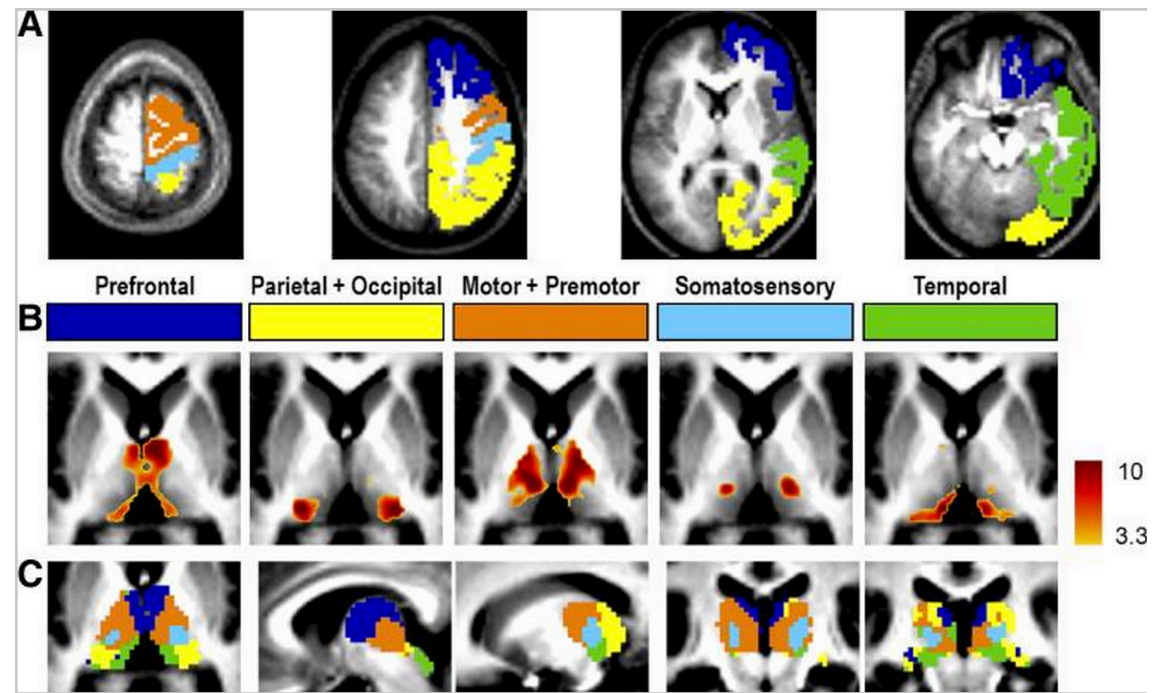 A
Prefrontal Parietal + Occipital Motor + Premotor Somatosensory Temporal
B
10
3.3
C